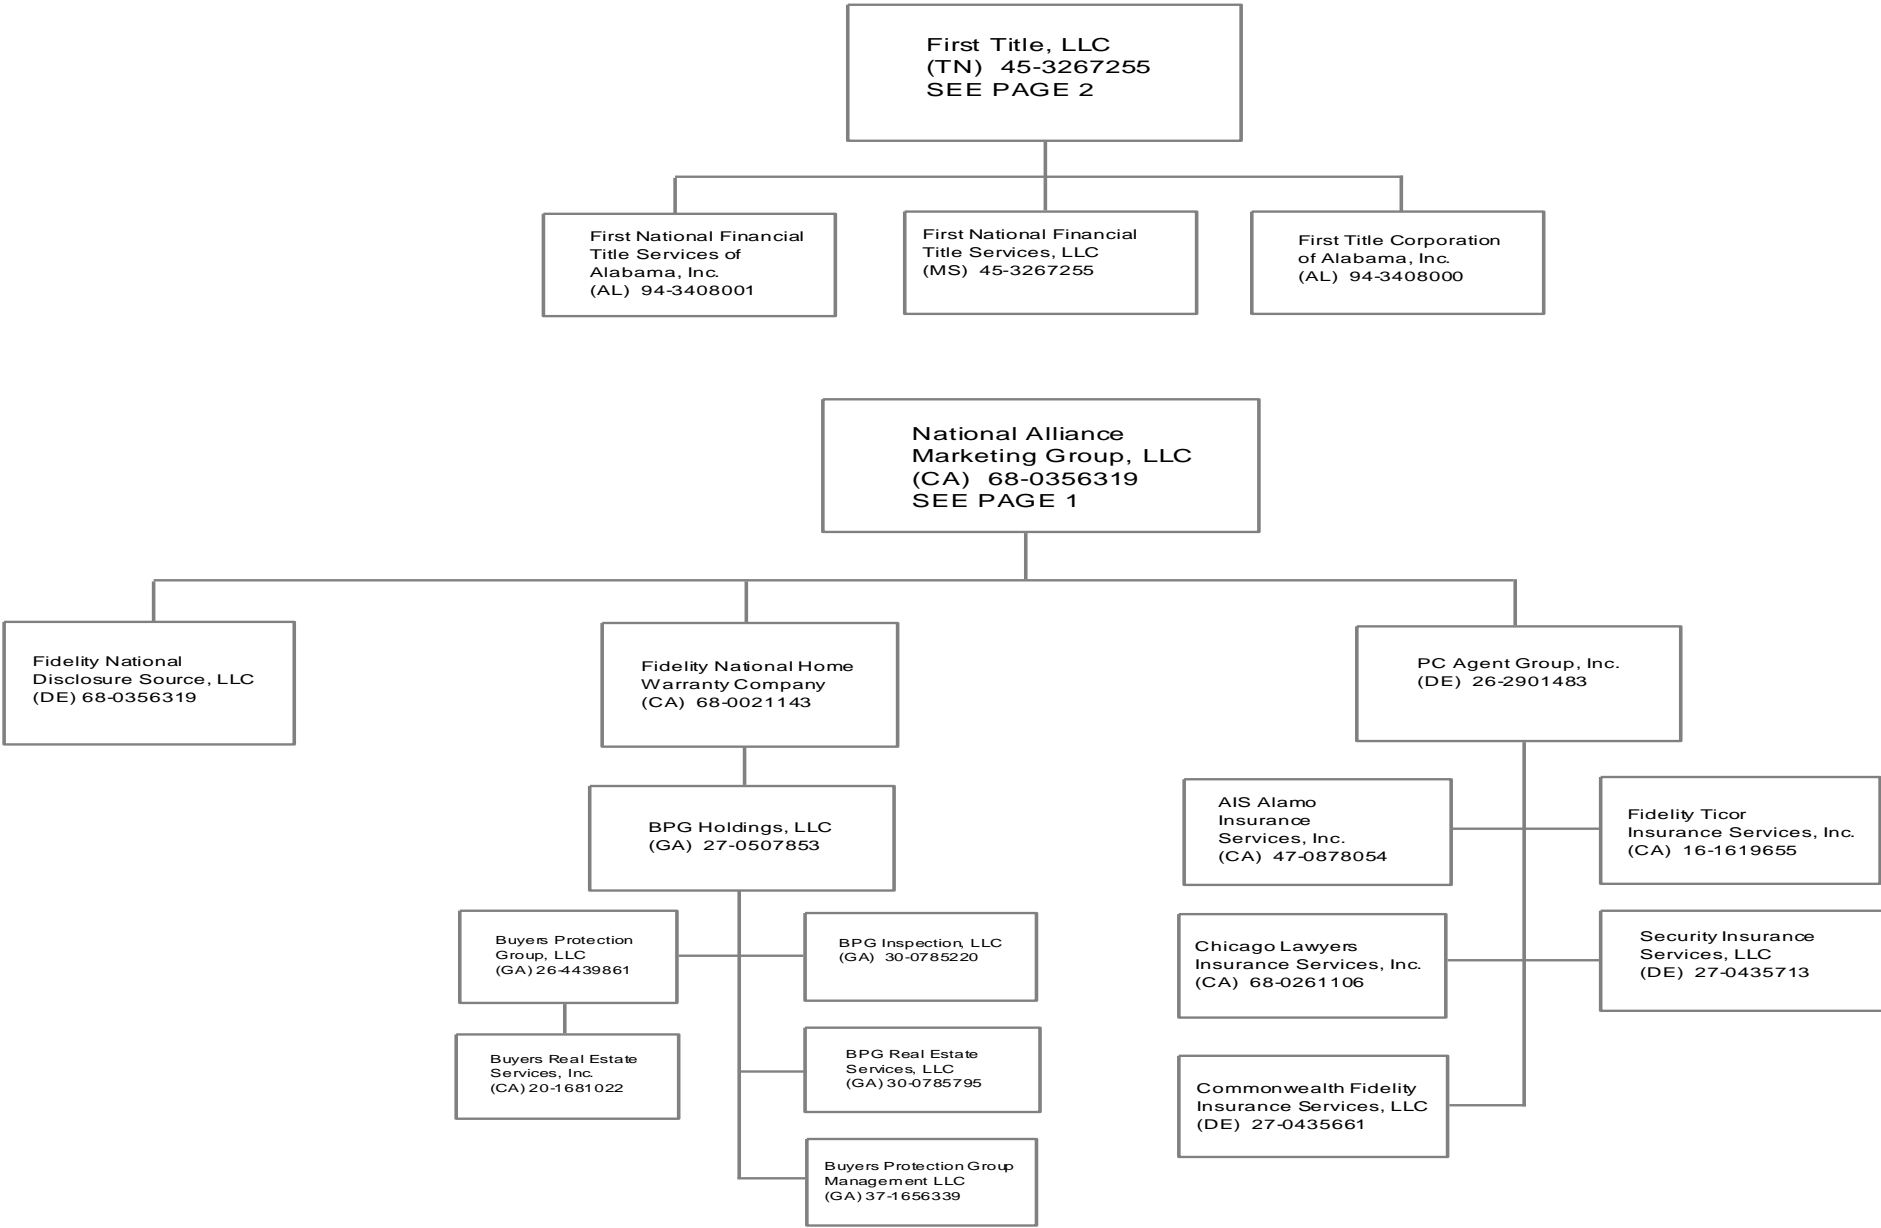 First Title, LLC
(TN) 45-3267255
SEE PAGE 2
First National Financial
Title Services of
Alabama, Inc.
(AL) 94-3408001
First National Financial
Title Services, LLC
(MS) 45-3267255
First Title Corporation
of Alabama, Inc.
(AL) 94-3408000
National Alliance
Marketing Group, LLC
(CA) 68-0356319
SEE PAGE 1
Fidelity National
Disclosure Source, LLC
(DE) 68-0356319
Fidelity National Home
Warranty Company
(CA) 68-0021143
PC Agent Group, Inc.
(DE) 26-2901483
BPG Holdings, LLC
(GA) 27-0507853
Buyers Protection
Group, LLC
(GA) 26-4439861
BPG Inspection, LLC
(GA) 30-0785220
Buyers Real Estate
Services, Inc.
(CA) 20-1681022
BPG Real Estate
Services, LLC
(GA) 30-0785795
Buyers Protection Group
Management LLC
(GA) 37-1656339
AIS Alamo
Insurance
Services, Inc.
(CA) 47-0878054
Fidelity Ticor
Insurance Services, Inc.
(CA) 16-1619655
Chicago Lawyers
Insurance Services, Inc.
(CA) 68-0261106
Security Insurance
Services, LLC
(DE) 27-0435713
Commonwealth Fidelity
Insurance Services, LLC
(DE) 27-0435661